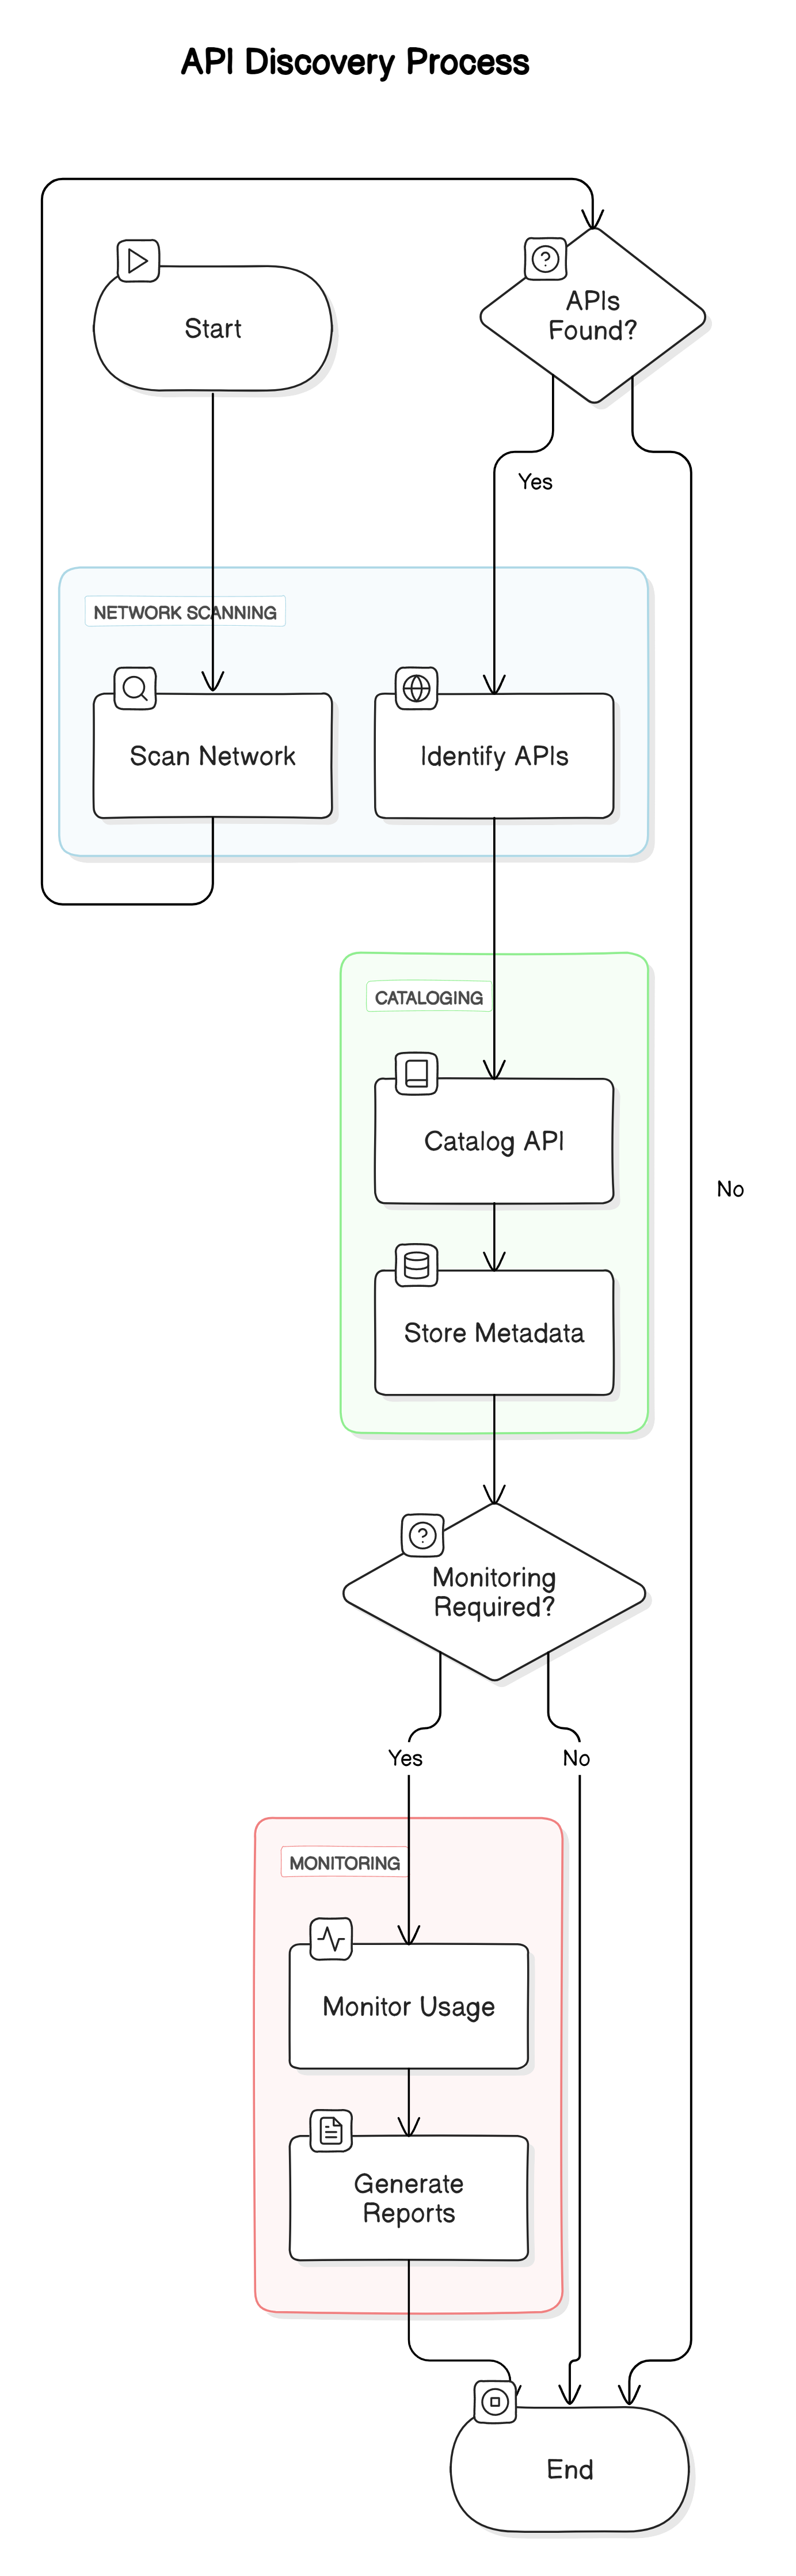 API Discovery Process
Start
APIs
Found?
Yes
NETWORK SCANNING
Scan Network
Identify APIs
CATALOGING
Catalog API
No
Store Metadata
Monitoring
Required?
Yes
No
MONITORING
Monitor Usage
Generate
Reports
End